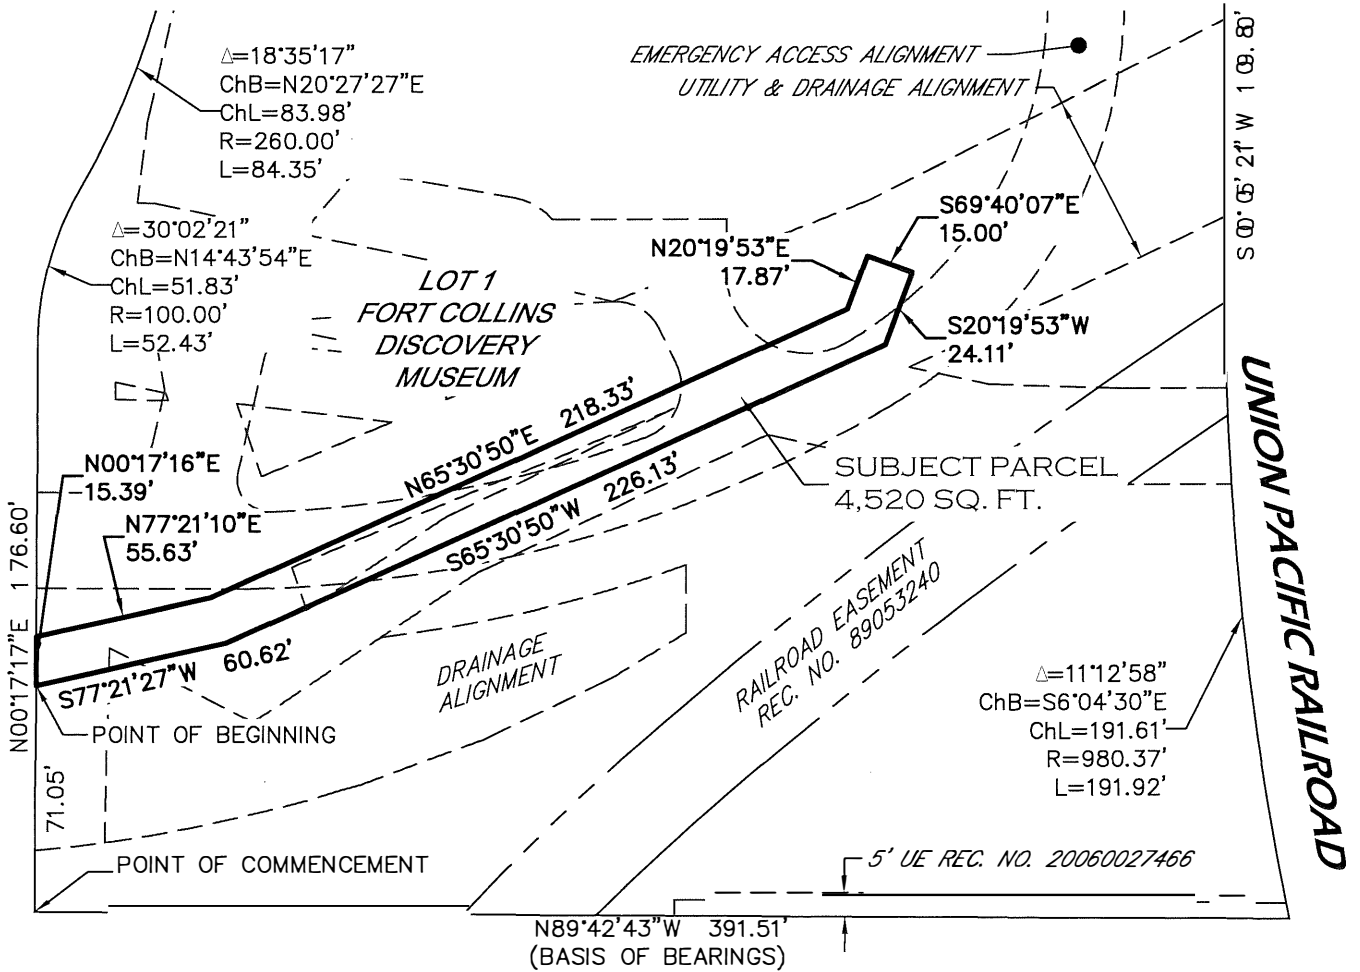 Δ=18°35'17"
ChB=N20°27'27"E
ChL=83.98'
R=260.00'
L=84.35'
EMERGENCY ACCESS ALIGNMENT
UTILITY & DRAINAGE ALIGNMENT
S 0°05'21" W 109.80'
Δ=30°02'21"
ChB=N14°43'54"E
ChL=51.83'
R=100.00'
L=52.43'
LOT 1
FORT COLLINS
DISCOVERY
MUSEUM
N20°19'53"E
17.87'
S69°40'07"E
15.00'
S20°19'53"W
24.11'
N65°30'50"E 218.33'
S65°30'50"W 226.13'
SUBJECT PARCEL
4,520 SQ. FT.
N00°17'16"E
15.39'
N77°21'10"E
55.63'
N00°17'17"E 176.60'
S77°21'27"W 60.62'
POINT OF BEGINNING
71.05'
POINT OF COMMENCEMENT
DRAINAGE
ALIGNMENT
RAILROAD EASEMENT
REC. NO. 89053240
UNION PACIFIC RAILROAD
Δ=11°12'58"
ChB=S6°04'30"E
ChL=191.61'
R=980.37'
L=191.92'
5' UE REC. NO. 20060027466
N89°42'43"W 391.51'
(BASIS OF BEARINGS)